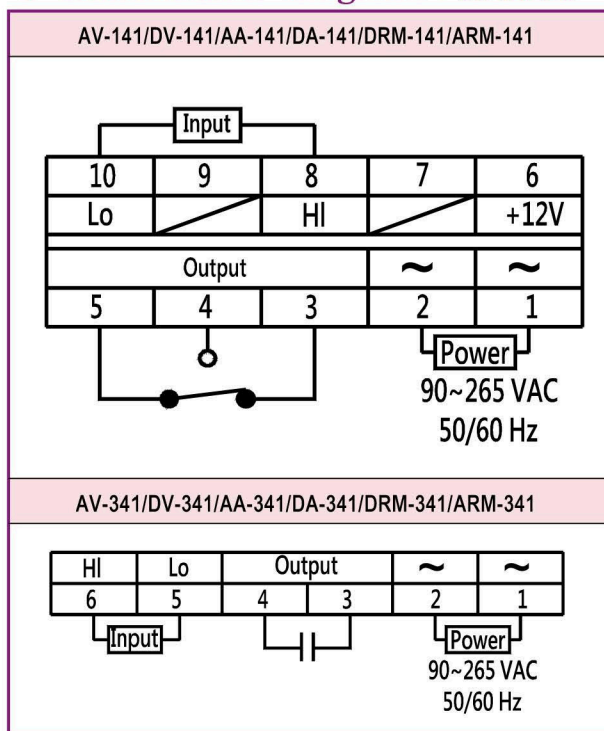 AV-141/DV-141/AA-141/DA-141/DRM-141/ARM-141
Input
10 9 8 7 6
Lo HI +12V
Output ~ ~
5 4 3 2 1
Power
90~265 VAC
50/60 Hz
AV-341/DV-341/AA-341/DA-341/DRM-341/ARM-341
HI Lo Output ~ ~
6 5 4 3 2 1
Input Power
90~265 VAC
50/60 Hz